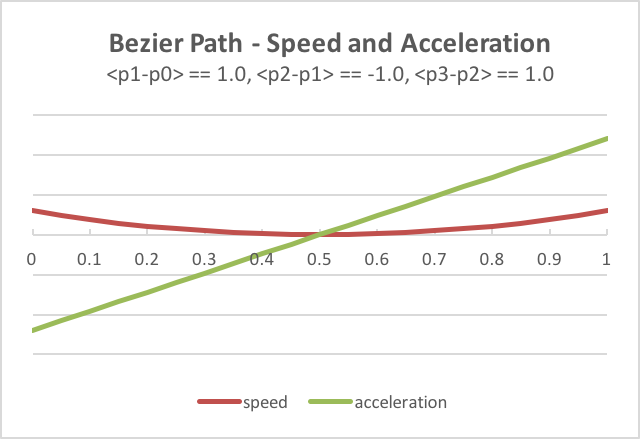 Bezier Path - Speed and Acceleration
<p1-p0> == 1.0, <p2-p1> == -1.0, <p3-p2> == 1.0
0 0.1 0.2 0.3 0.4 0.5 0.6 0.7 0.8 0.9 1
speed acceleration